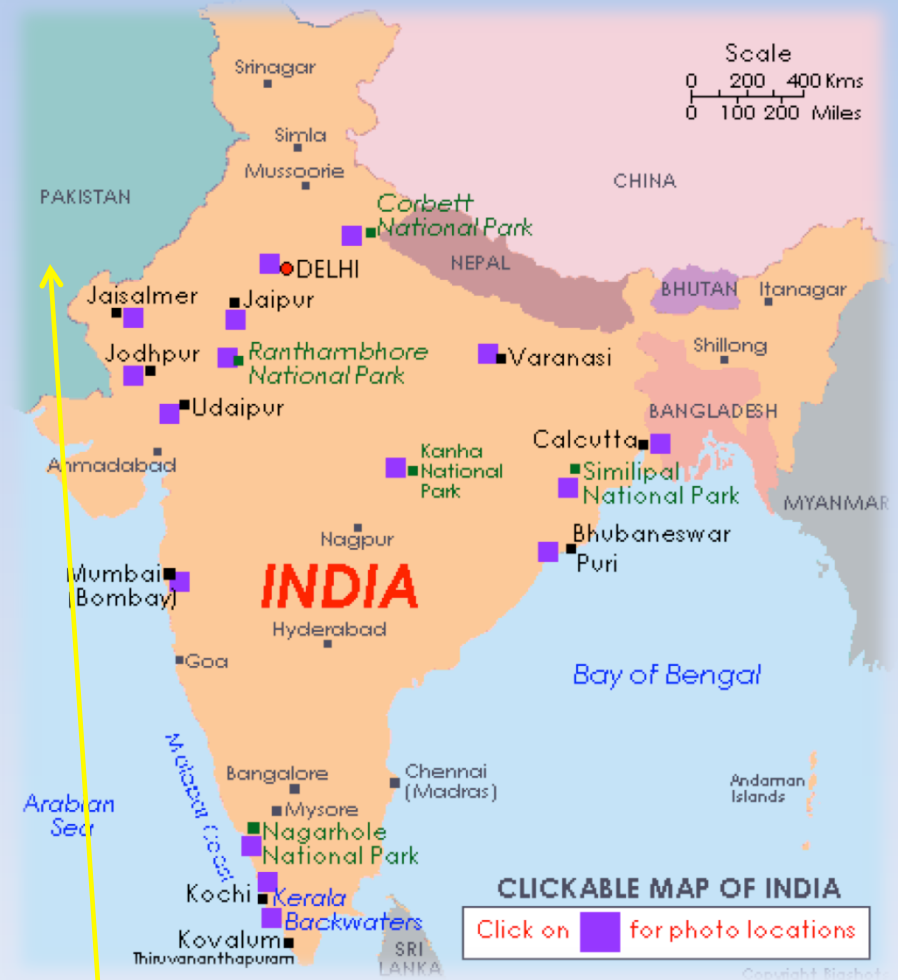 Scale
0 200 400 Kms
0 100 200 Miles
Srinagar
Simla
Mussoorie
CHINA
PAKISTAN
Corbett
National Park
NEPAL
DELHI
BHUTAN
Itanagar
Jaisalmer
Jaipur
Shillong
Jodhpur
Ranthambhore
National Park
Varanasi
Udaipur
BANGLADESH
Calcutta
Ahmadabad
Kanha
National
Park
Similipal
National Park
MYANMAR
Nagpur
Bhubaneswar
Puri
Mumbai
(Bombay)
INDIA
Hyderabad
Goa
Bay of Bengal
Malabar Coast
Bangalore
Chennai
(Madras)
Andaman
Islands
Arabian
Sea
Mysore
Nagarhole
National Park
Kochi
Kerala
Backwaters
CLICKABLE MAP OF INDIA
Click on for photo locations
Kovalum
Thiruvananthapuram
SRI
LANKA
Copyright